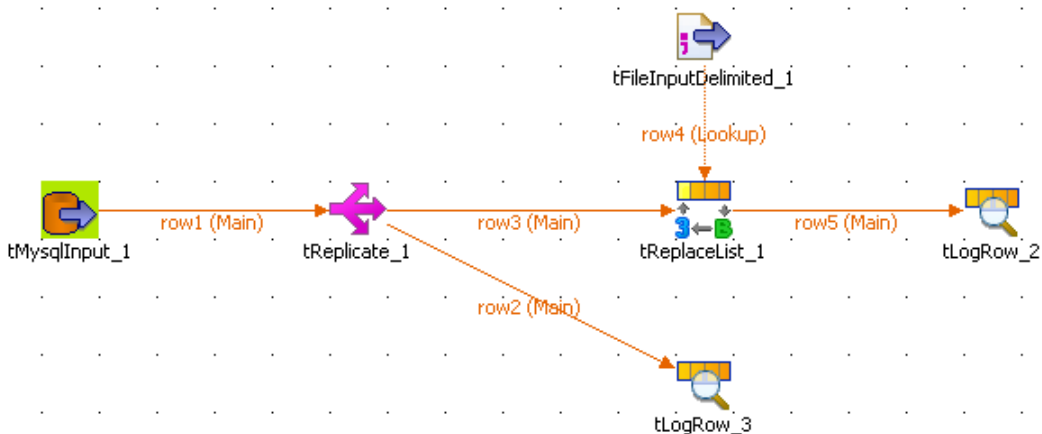 tFileInputDelimited_1
row4 (Lookup)
row1 (Main)
row3 (Main)
row5 (Main)
tMysqlInput_1
tReplicate_1
tReplaceList_1
tLogRow_2
row2 (Main)
tLogRow_3